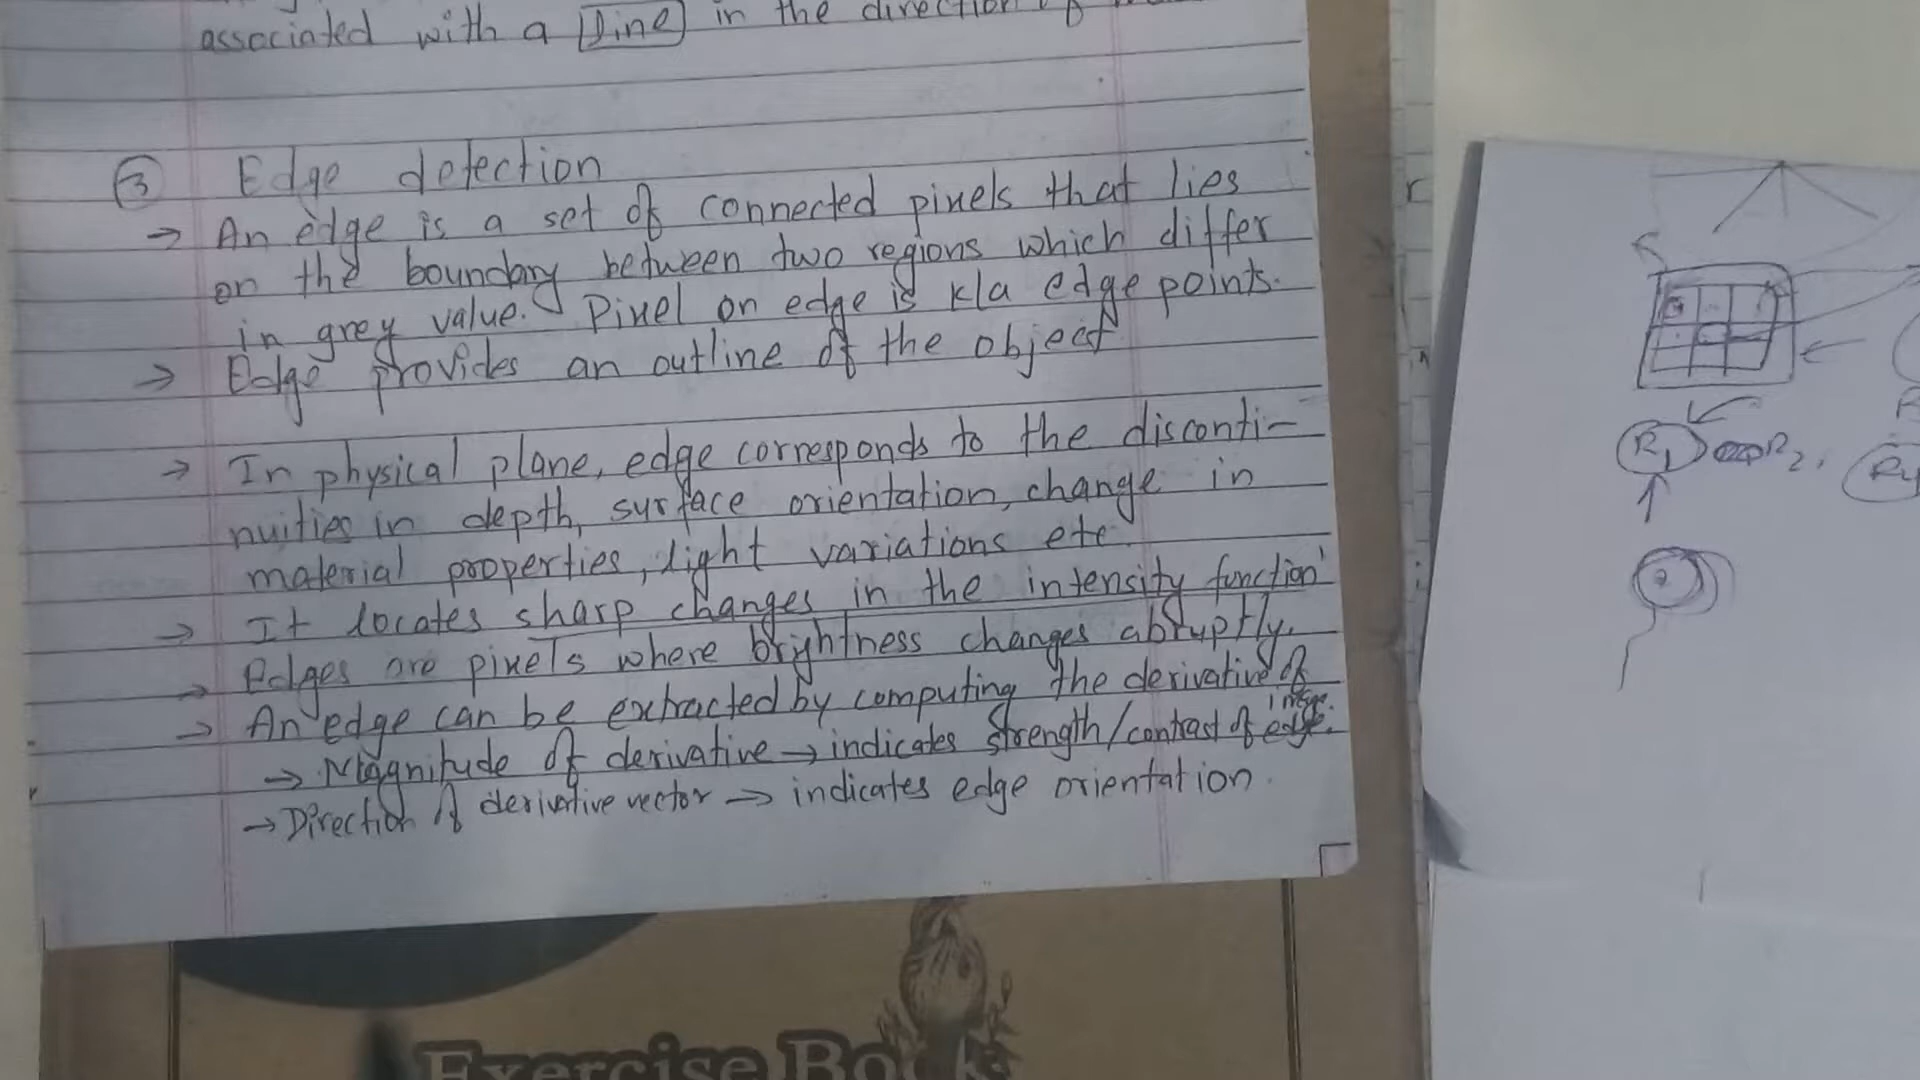 associated with a line in the direction of
③ Edge detection
→ An edge is a set of connected pixels that lies
on the boundary between two regions which differ
in grey value. Pixel on edge is k/a edge points.
→ Edge provides an outline of the object
→ In physical plane, edge corresponds to the disconti-
nuities in depth, surface orientation, change in
material properties, light variations etc.
→ It locates sharp changes in the intensity function
→ Edges are pixels where brightness changes abruptly.
→ An edge can be extracted by computing the derivative of
image.
→ Magnitude of derivative → indicates strength/contrast of edge.
→ Direction of derivative vector → indicates edge orientation.
Exercise Book
R1 R2,
R4